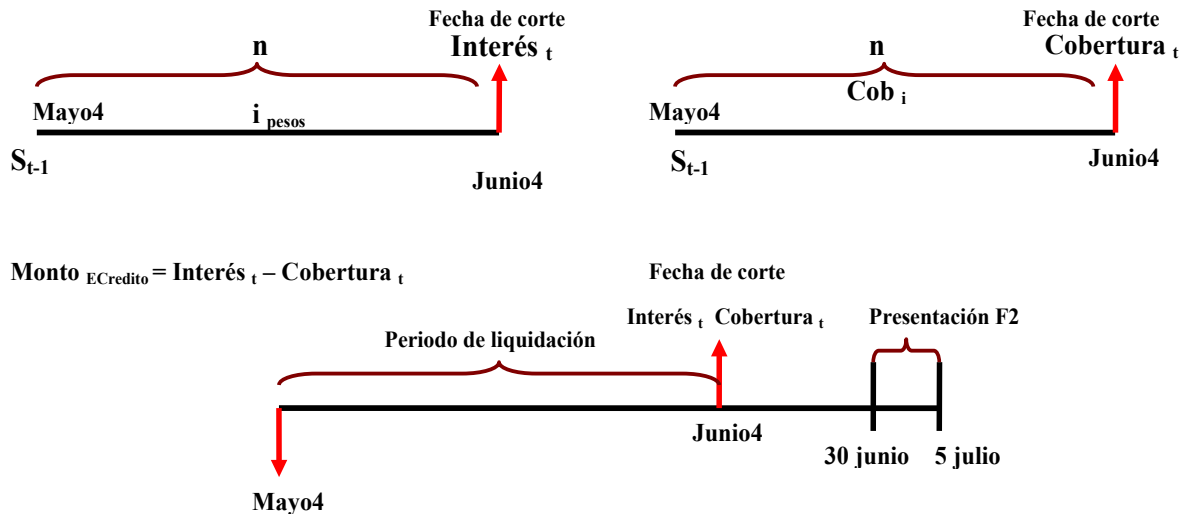 Fecha de corte
n
Interés t
Mayo4
i pesos
S t-1
Junio4
Fecha de corte
n
Cobertura t
Cob i
Mayo4
S t-1
Junio4
Monto ECredito = Interés t – Cobertura t
Fecha de corte
Interés t Cobertura t
Presentación F2
Periodo de liquidación
Junio4
30 junio
5 julio
Mayo4